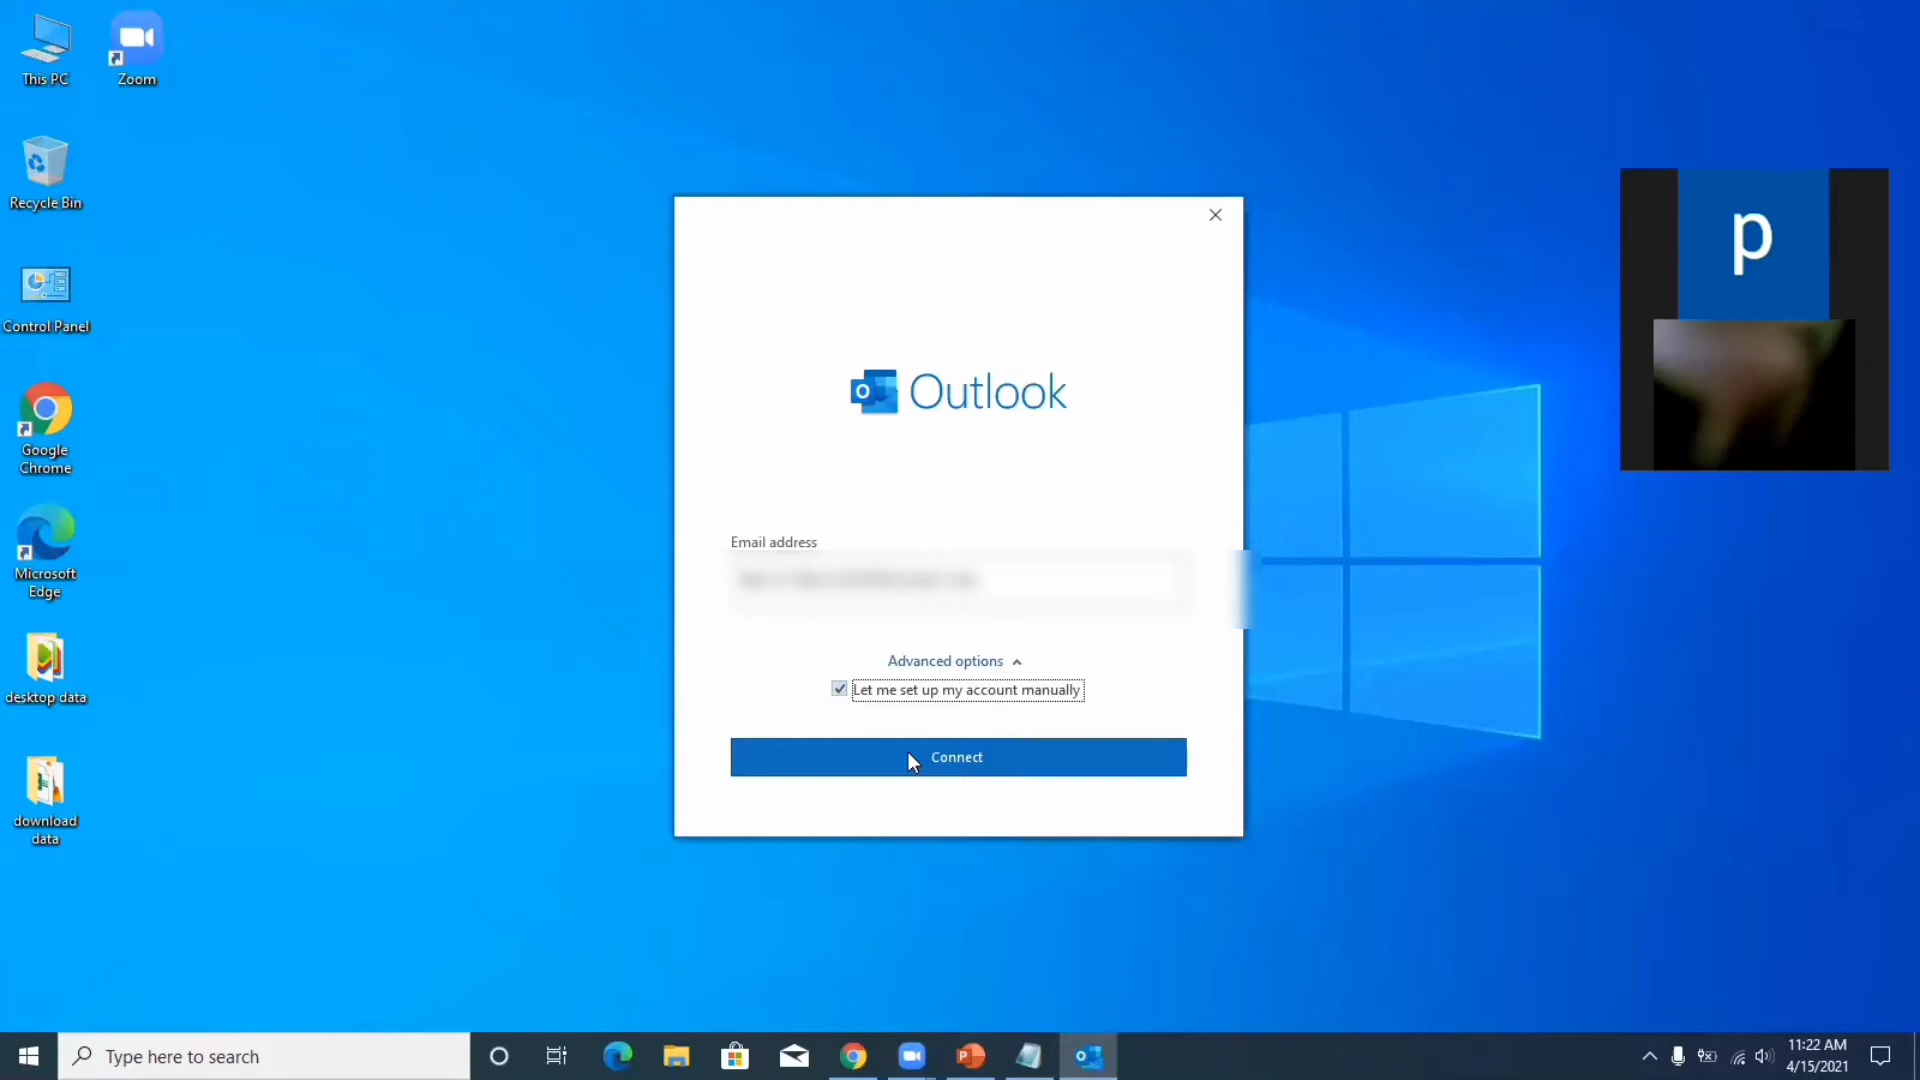 This PC
Zoom
Recycle Bin
Control Panel
Google
Chrome
Microsoft
Edge
desktop data
download
data
p
Outlook
Email address
Advanced options
Let me set up my account manually
Connect
Type here to search
11:22 AM
4/15/2021